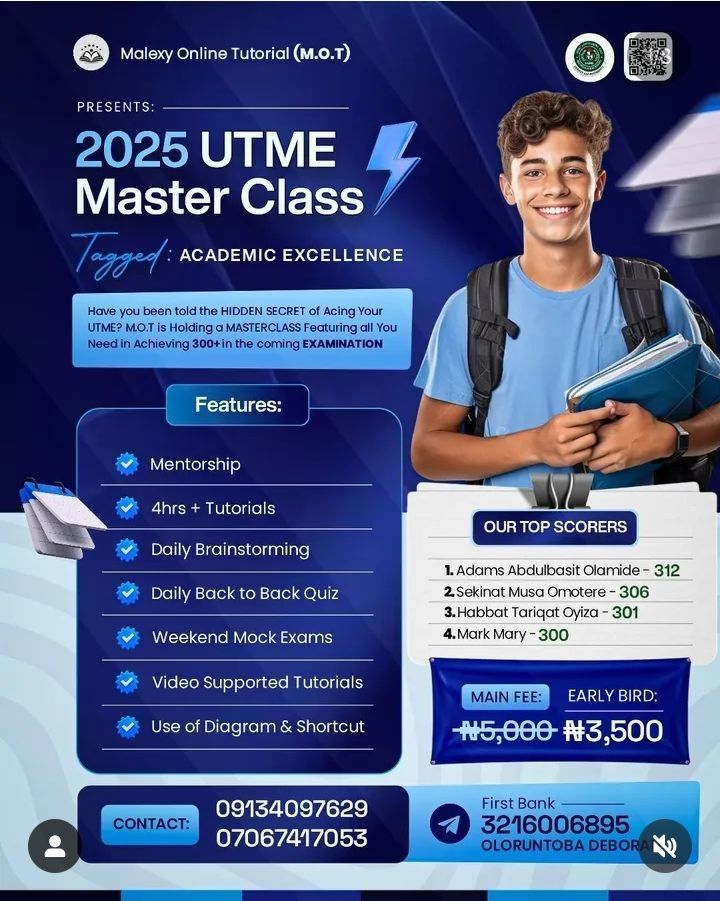 Malexy Online Tutorial (M.O.T)
PRESENTS:
2025 UTME
Master Class
Tagged: ACADEMIC EXCELLENCE
Have you been told the HIDDEN SECRET of Acing Your
UTME? M.O.T is Holding a MASTERCLASS Featuring all You
Need in Achieving 300+ in the coming EXAMINATION
Features:
Mentorship
4hrs + Tutorials
Daily Brainstorming
Daily Back to Back Quiz
Weekend Mock Exams
Video Supported Tutorials
Use of Diagram & Shortcut
OUR TOP SCORERS
1. Adams Abdulbasit Olamide - 312
2. Sekinat Musa Omotere - 306
3. Habbat Tariqat Oyiza - 301
4. Mark Mary - 300
MAIN FEE: EARLY BIRD:
₦5,000 ₦3,500
CONTACT:
09134097629
07067417053
First Bank
3216006895
OLORUNTOBA